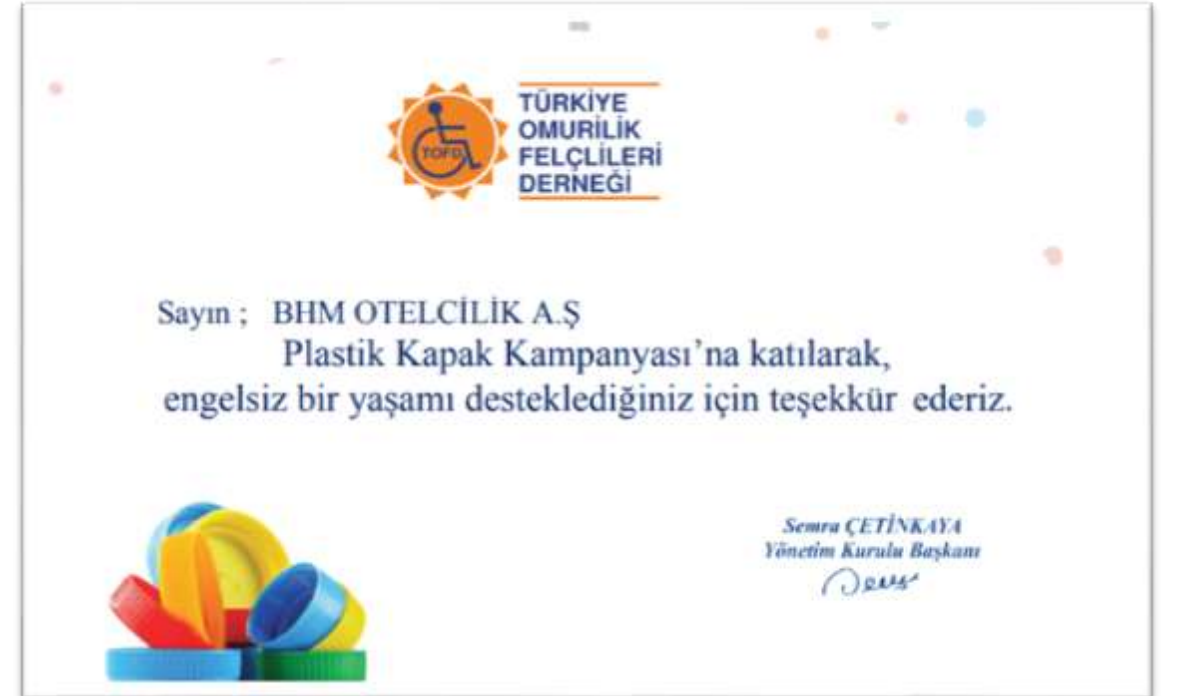 TOFD
TÜRKİYE
OMURİLİK
FELÇLİLERİ
DERNEĞİ
Sayın ; BHM OTELCİLİK A.Ş
Plastik Kapak Kampanyası’na katılarak,
engelsiz bir yaşamı desteklediğiniz için teşekkür ederiz.
Semra ÇETİNKAYA
Yönetim Kurulu Başkanı